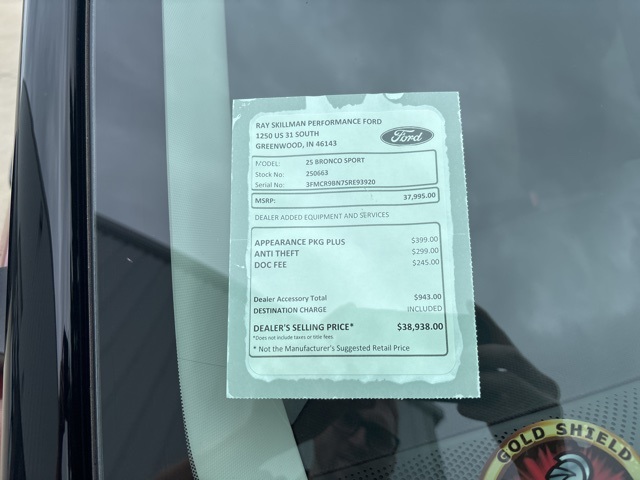 RAY SKILLMAN PERFORMANCE FORD
1250 US 31 SOUTH
GREENWOOD, IN 46143
Ford
MODEL: 25 BRONCO SPORT
Stock No: 250663
Serial No: 3FMCR9BN7SRE93920
MSRP: 37,995.00
DEALER ADDED EQUIPMENT AND SERVICES
APPEARANCE PKG PLUS $399.00
ANTI THEFT $299.00
DOC FEE $245.00
Dealer Accessory Total $943.00
DESTINATION CHARGE INCLUDED
DEALER'S SELLING PRICE* $38,938.00
*Does not include taxes or title fees
* Not the Manufacturer's Suggested Retail Price
GOLD SHIELD